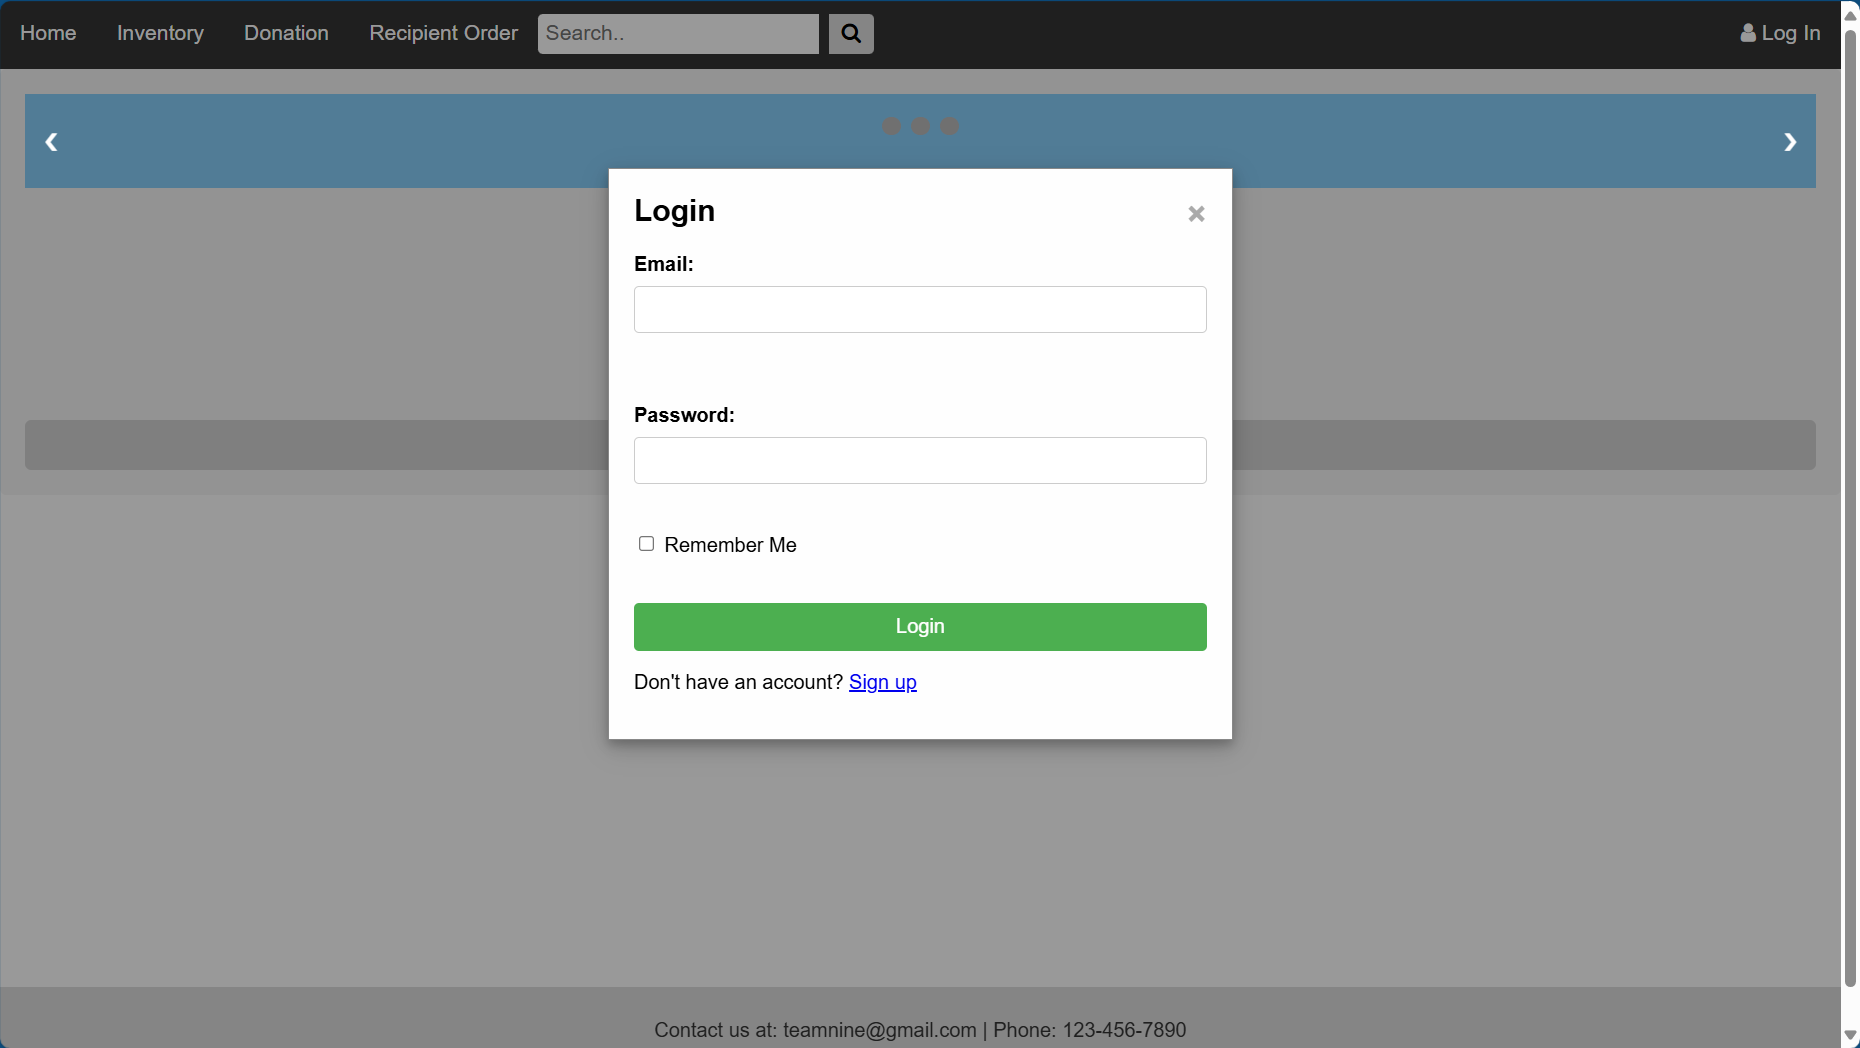 Home Inventory Donation Recipient Order Search.. Log In
Login
Email:
Password:
Remember Me
Login
Don't have an account? Sign up
Contact us at: teamnine@gmail.com | Phone: 123-456-7890